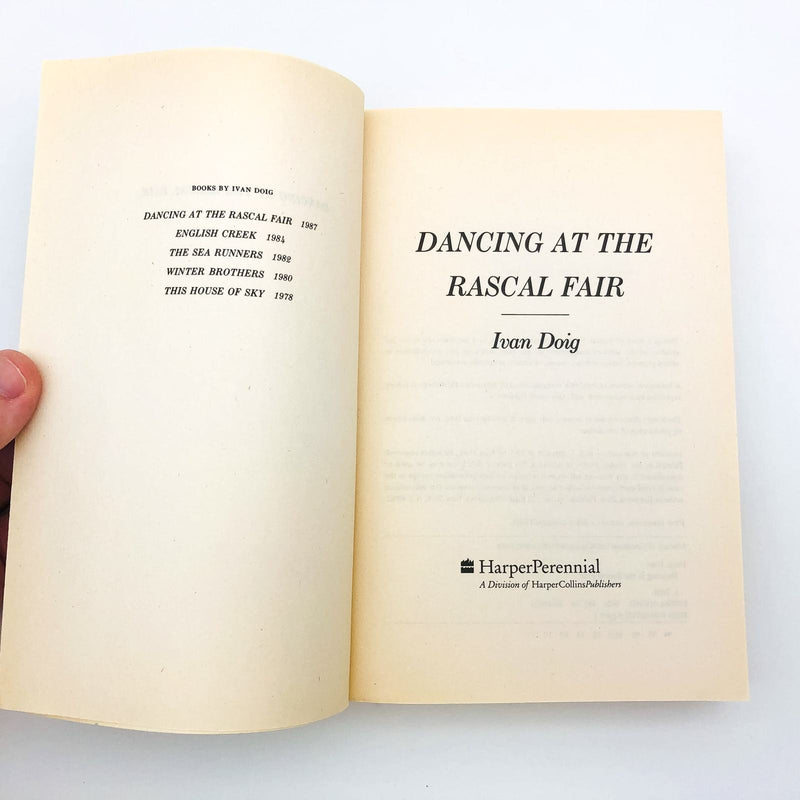 BOOKS BY IVAN DOIG
DANCING AT THE RASCAL FAIR 1987
ENGLISH CREEK 1984
THE SEA RUNNERS 1982
WINTER BROTHERS 1980
THIS HOUSE OF SKY 1978
DANCING AT THE
RASCAL FAIR
Ivan Doig
HarperPerennial
A Division of HarperCollinsPublishers